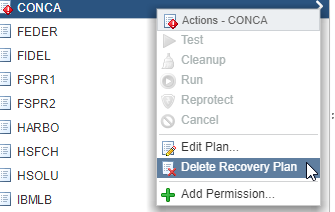 CONCA
FEDER
FIDEL
FSPR1
FSPR2
HARBO
HSFCH
HSOLU
IBMLB
Actions - CONCA
Test
Cleanup
Run
Reprotect
Cancel
Edit Plan...
Delete Recovery Plan
Add Permission...